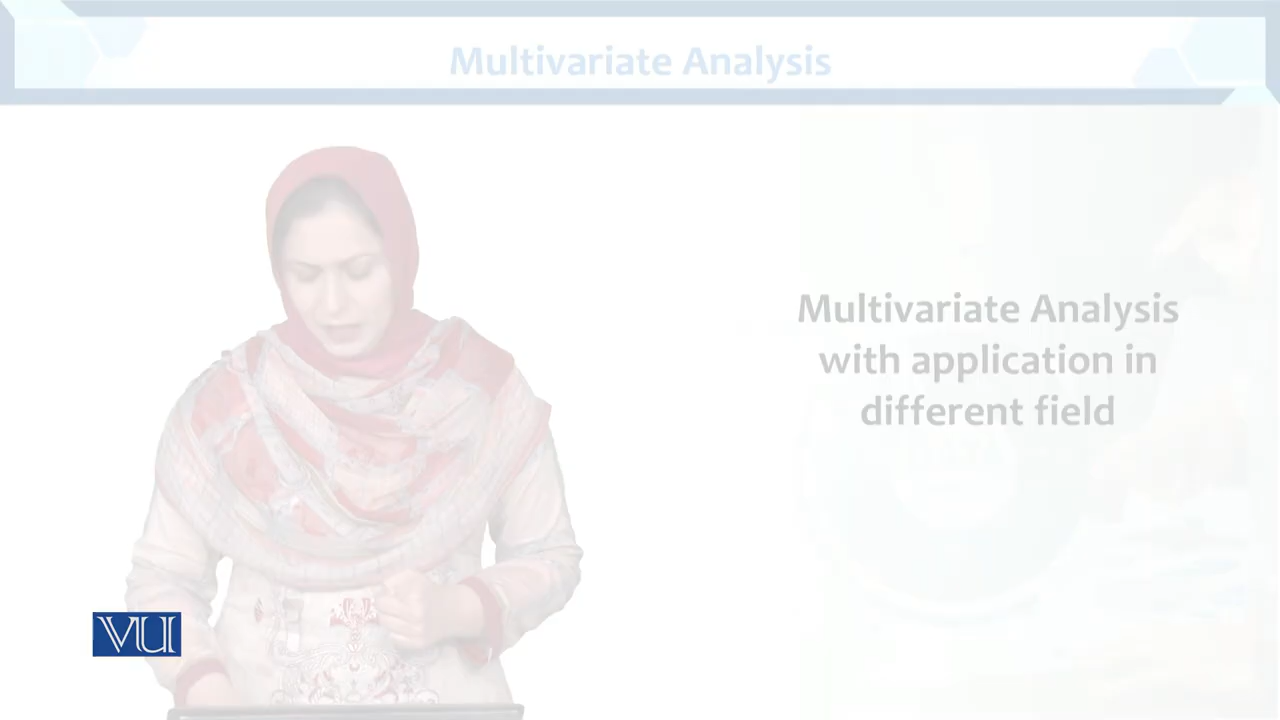 Multivariate Analysis
Multivariate Analysis
with application in
different field
VU